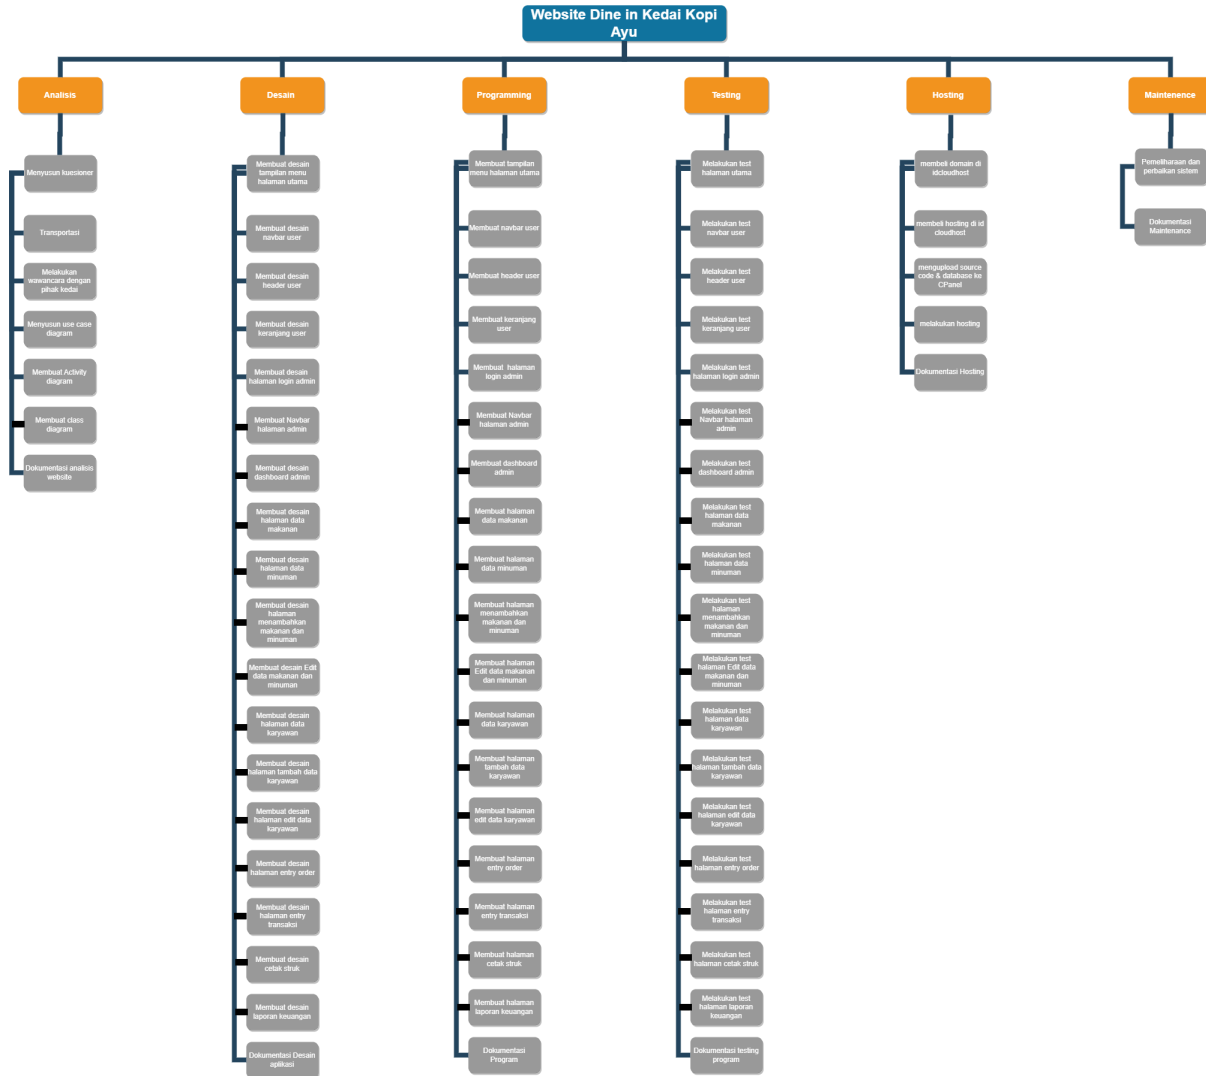 Website Dine in Kedai Kopi
Ayu
Analisis
Desain
Programming
Testing
Hosting
Maintenence
Menyusun kuesioner
Transportasi
Melakukan
wawancara dengan
pihak kedai
Menyusun use case
diagram
Membuat Activity
diagram
Membuat class
diagram
Dokumentasi analisis
website
Membuat desain
tampilan menu
halaman utama
Membuat desain
navbar user
Membuat desain
header user
Membuat desain
keranjang user
Membuat desain
halaman login admin
Membuat Navbar
halaman admin
Membuat desain
dashboard admin
Membuat desain
halaman data
makanan
Membuat desain
halaman data
minuman
Membuat desain
halaman
menambahkan
makanan dan
minuman
Membuat desain Edit
data makanan dan
minuman
Membuat desain
halaman data
karyawan
Membuat desain
halaman tambah data
karyawan
Membuat desain
halaman edit data
karyawan
Membuat desain
halaman entry order
Membuat desain
halaman entry
transaksi
Membuat desain
cetak struk
Membuat desain
laporan keuangan
Dokumentasi Desain
aplikasi
Membuat tampilan
menu halaman utama
Membuat navbar user
Membuat header user
Membuat keranjang
user
Membuat halaman
login admin
Membuat Navbar
halaman admin
Membuat dashboard
admin
Membuat halaman
data makanan
Membuat halaman
data minuman
Membuat halaman
menambahkan
makanan dan
minuman
Membuat halaman
Edit data makanan
dan minuman
Membuat halaman
data karyawan
Membuat halaman
tambah data
karyawan
Membuat halaman
edit data karyawan
Membuat halaman
entry order
Membuat halaman
entry transaksi
Membuat halaman
cetak struk
Membuat halaman
laporan keuangan
Dokumentasi
Program
Melakukan test
halaman utama
Melakukan test
navbar user
Melakukan test
header user
Melakukan test
keranjang user
Melakukan test
halaman login admin
Melakukan test
Navbar halaman
admin
Melakukan test
dashboard admin
Melakukan test
halaman data
makanan
Melakukan test
halaman data
minuman
Melakukan test
halaman
menambahkan
makanan dan
minuman
Melakukan test
halaman Edit data
makanan dan
minuman
Melakukan test
halaman data
karyawan
Melakukan test
halaman tambah data
karyawan
Melakukan test
halaman edit data
karyawan
Melakukan test
halaman entry order
Melakukan test
halaman entry
transaksi
Melakukan test
halaman cetak struk
Melakukan test
halaman laporan
keuangan
Dokumentasi testing
program
membeli domain di
idcloudhost
membeli hosting di id
cloudhost
mengupload source
code & database ke
CPanel
melakukan hosting
Dokumentasi Hosting
Pemeliharaan dan
perbaikan sistem
Dokumentasi
Maintenance